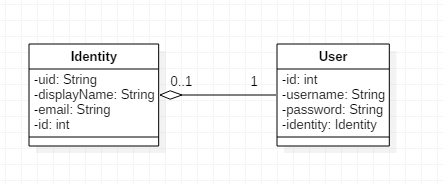 Identity
-uid: String
-displayName: String
-email: String
-id: int
0..1
1
User
-id: int
-username: String
-password: String
-identity: Identity